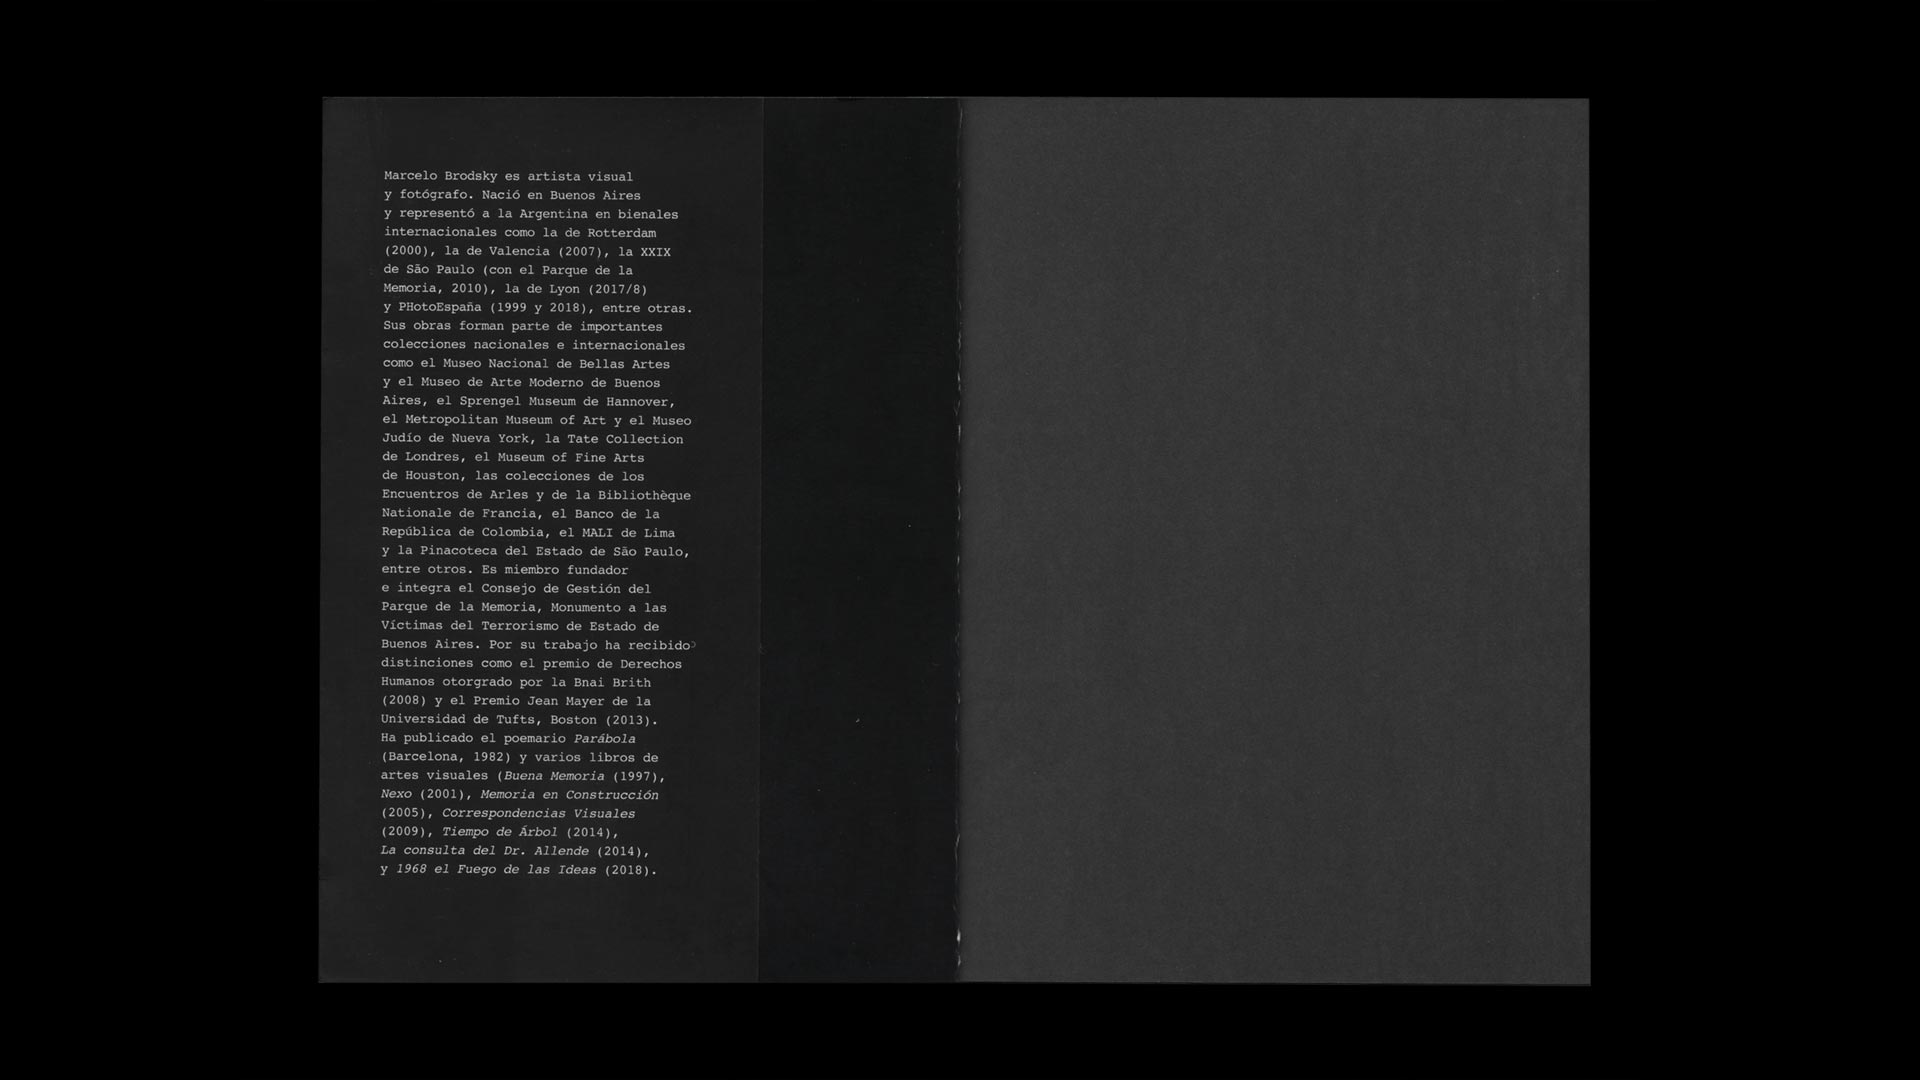 Marcelo Brodsky es artista visual
y fotógrafo. Nació en Buenos Aires
y representó a la Argentina en bienales
internacionales como la de Rotterdam
(2000), la de Valencia (2007), la XXIX
de São Paulo (con el Parque de la
Memoria, 2010), la de Lyon (2017/8)
y PHotoEspaña (1999 y 2018), entre otras.
Sus obras forman parte de importantes
colecciones nacionales e internacionales
como el Museo Nacional de Bellas Artes
y el Museo de Arte Moderno de Buenos
Aires, el Sprengel Museum de Hannover,
el Metropolitan Museum of Art y el Museo
Judío de Nueva York, la Tate Collection
de Londres, el Museum of Fine Arts
de Houston, las colecciones de los
Encuentros de Arles y de la Bibliothèque
Nationale de Francia, el Banco de la
República de Colombia, el MALI de Lima
y la Pinacoteca del Estado de São Paulo,
entre otros. Es miembro fundador
e integra el Consejo de Gestión del
Parque de la Memoria, Monumento a las
Víctimas del Terrorismo de Estado de
Buenos Aires. Por su trabajo ha recibido
distinciones como el premio de Derechos
Humanos otorgrado por la Bnai Brith
(2008) y el Premio Jean Mayer de la
Universidad de Tufts, Boston (2013).
Ha publicado el poemario Parábola
(Barcelona, 1982) y varios libros de
artes visuales (Buena Memoria (1997),
Nexo (2001), Memoria en Construcción
(2005), Correspondencias Visuales
(2009), Tiempo de Árbol (2014),
La consulta del Dr. Allende (2014),
y 1968 el Fuego de las Ideas (2018).